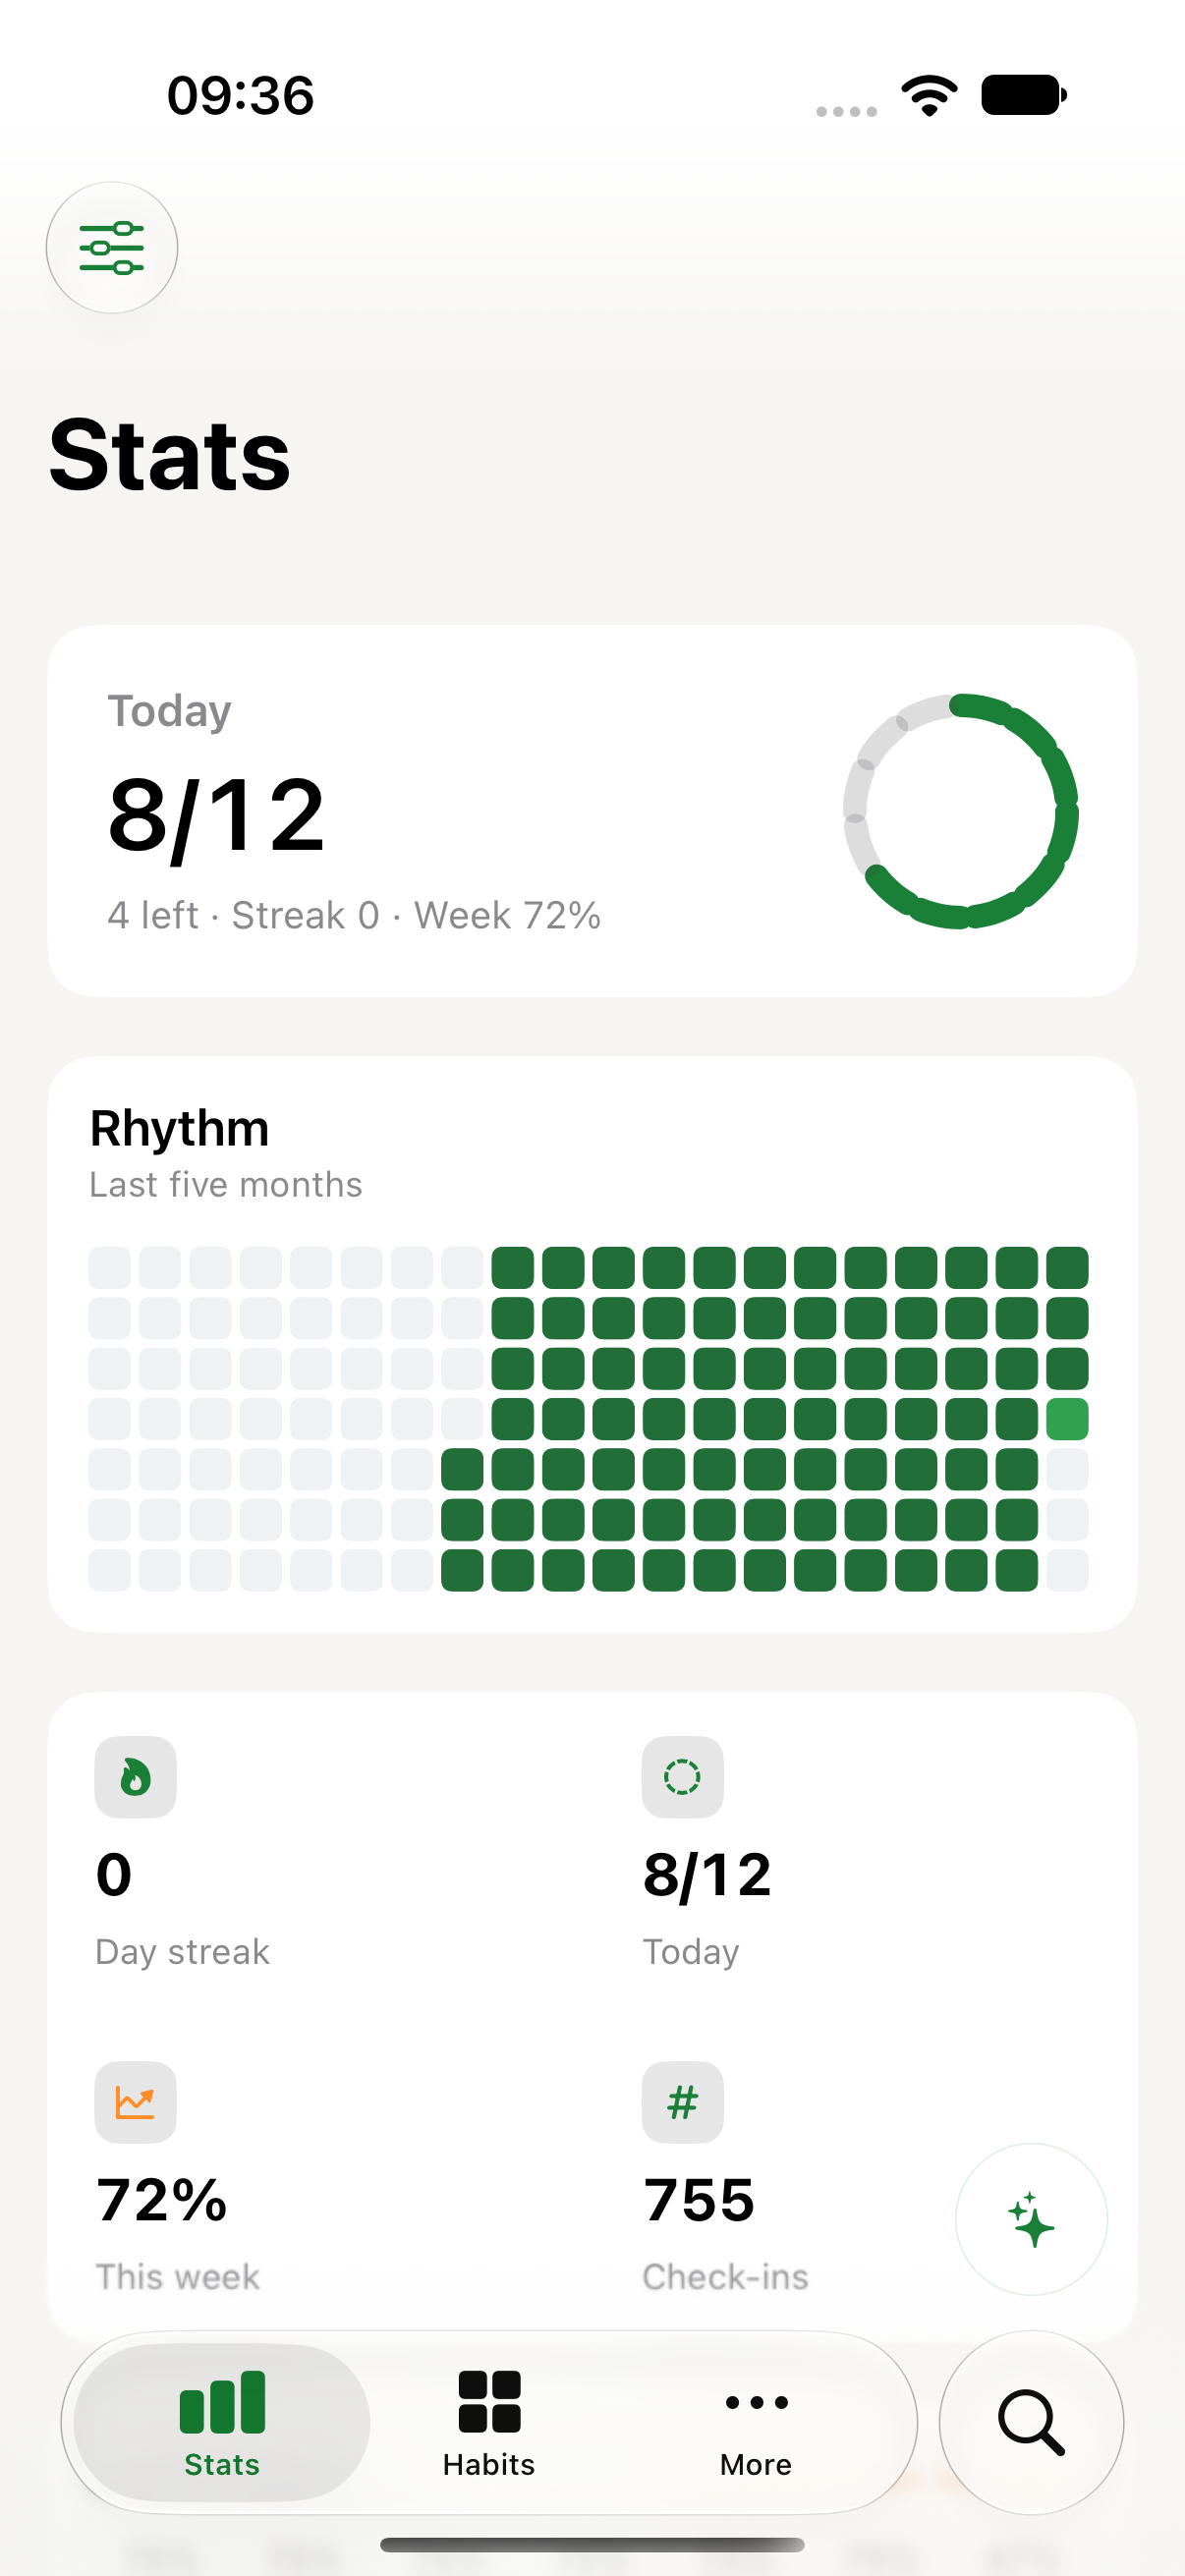 09:36
Stats
Today
8/12
4 left · Streak 0 · Week 72%
Rhythm
Last five months
0
8/12
Day streak
Today
72%
755
This week
Check-ins
Stats
Habits
More